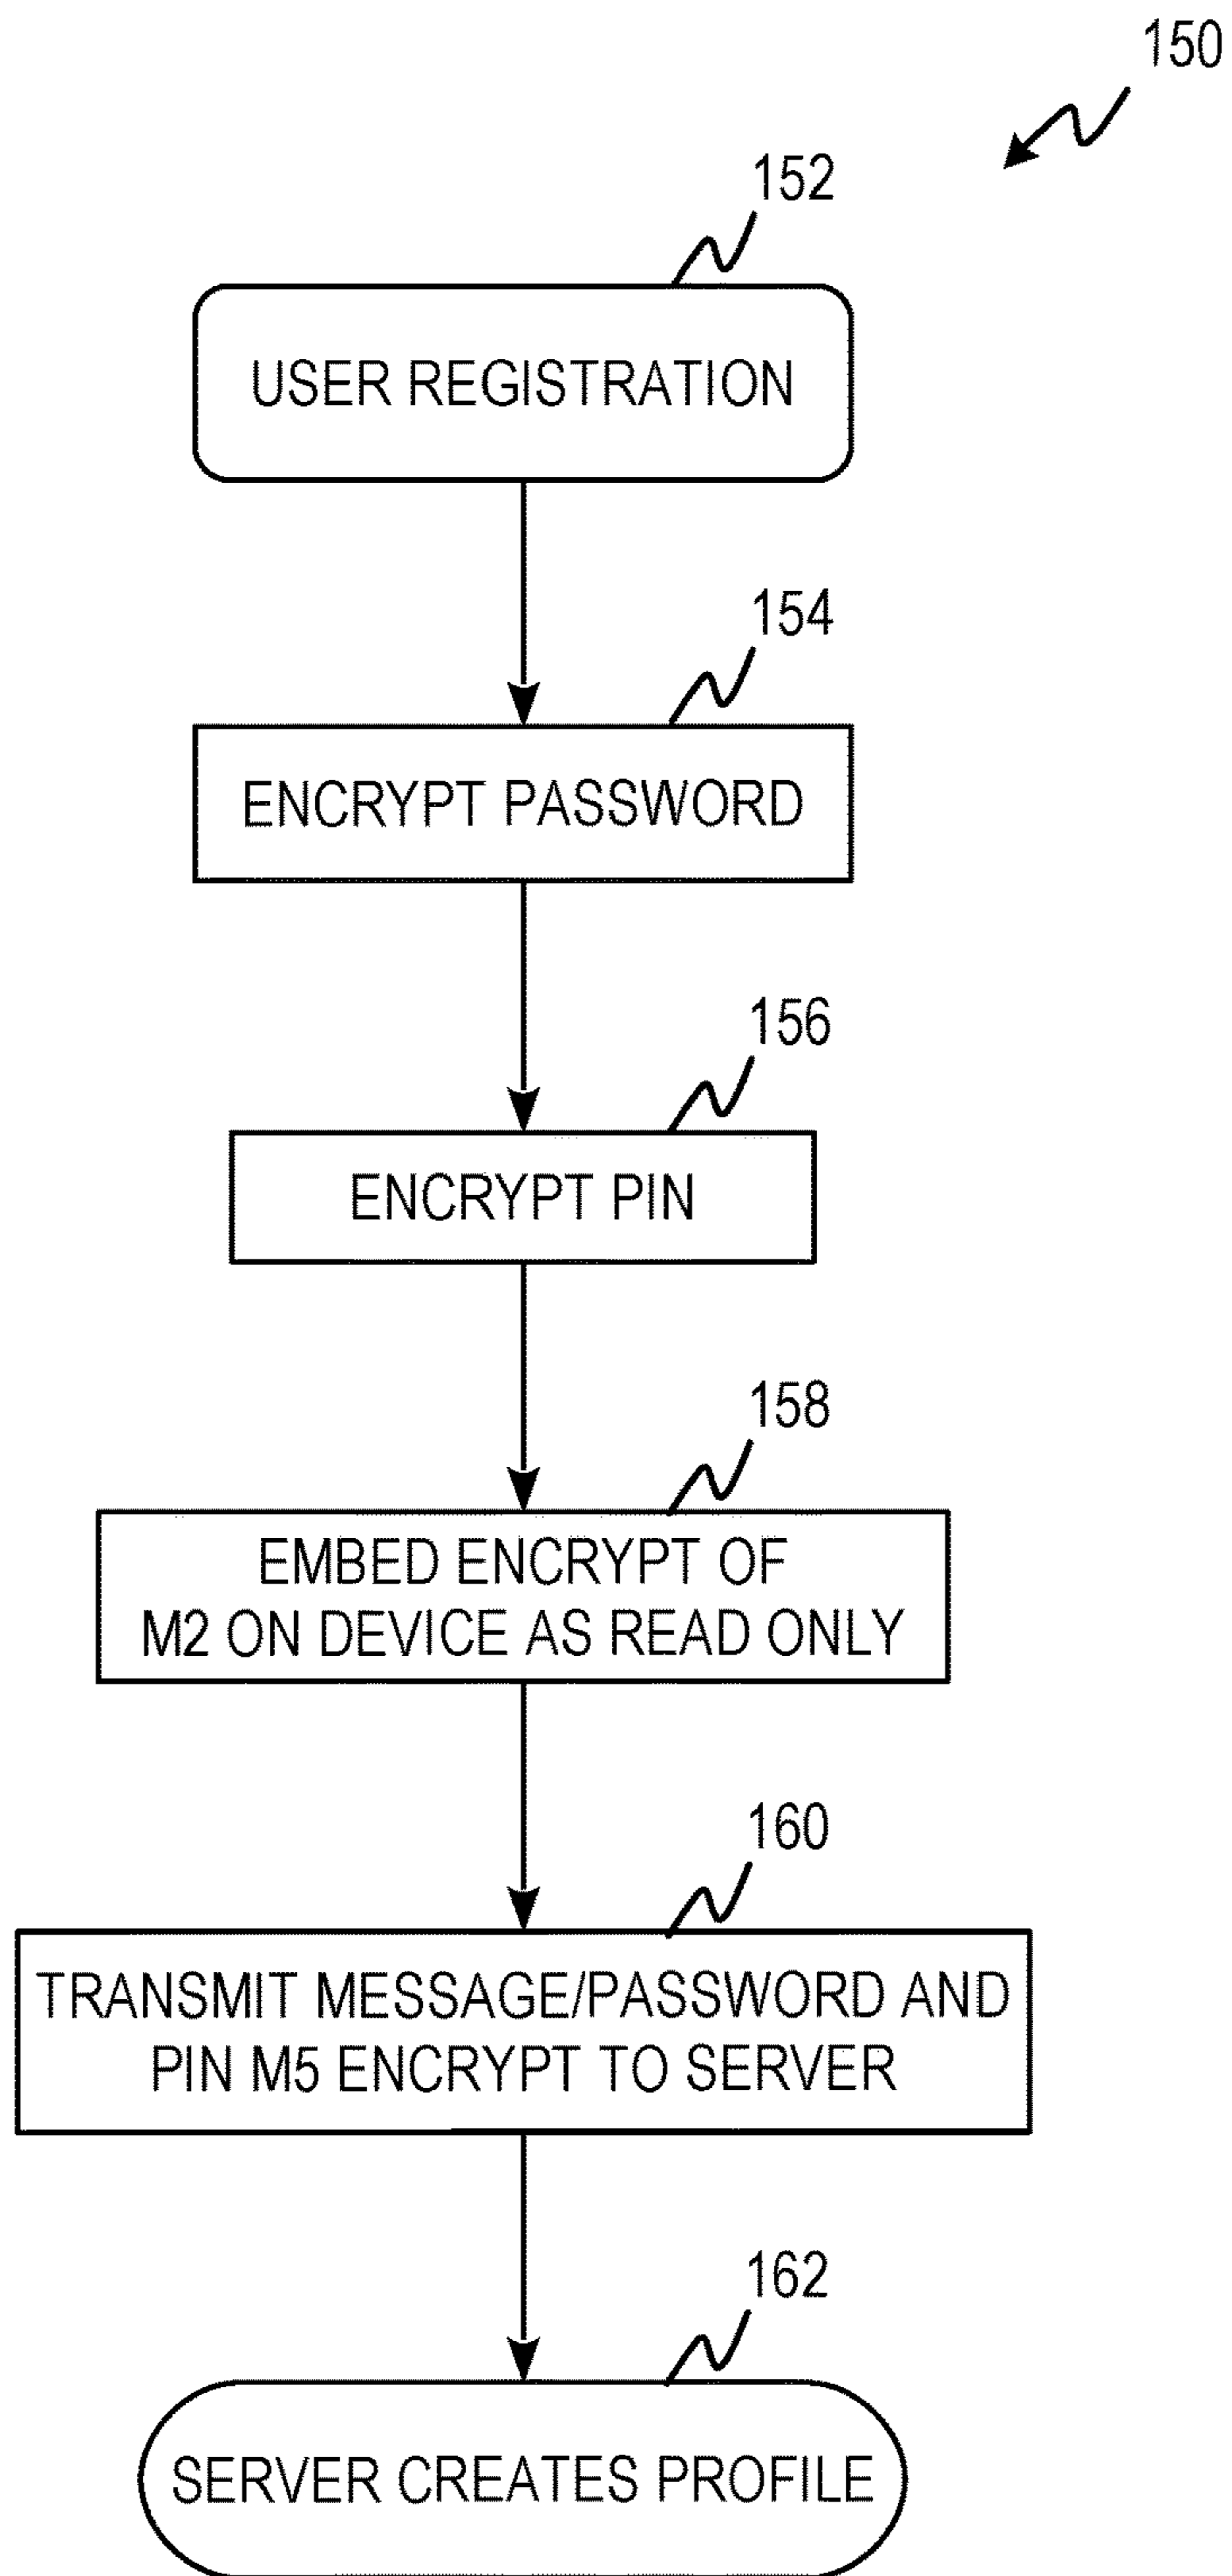 150
152
USER REGISTRATION
154
ENCRYPT PASSWORD
156
ENCRYPT PIN
158
EMBED ENCRYPT OF
M2 ON DEVICE AS READ ONLY
160
TRANSMIT MESSAGE/PASSWORD AND
PIN M5 ENCRYPT TO SERVER
162
SERVER CREATES PROFILE